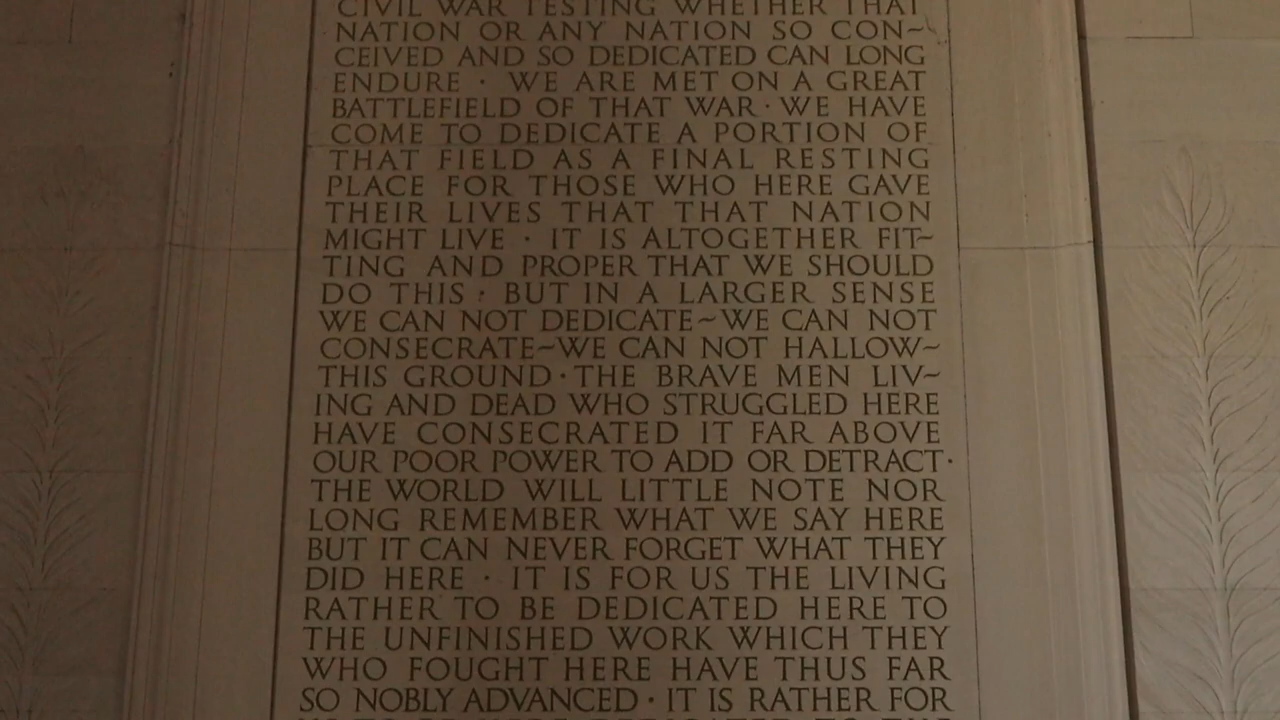 CIVIL WAR TESTING WHETHER THAT
NATION OR ANY NATION SO CON~
CEIVED AND SO DEDICATED CAN LONG
ENDURE · WE ARE MET ON A GREAT
BATTLEFIELD OF THAT WAR · WE HAVE
COME TO DEDICATE A PORTION OF
THAT FIELD AS A FINAL RESTING
PLACE FOR THOSE WHO HERE GAVE
THEIR LIVES THAT THAT NATION
MIGHT LIVE · IT IS ALTOGETHER FIT~
TING AND PROPER THAT WE SHOULD
DO THIS · BUT IN A LARGER SENSE
WE CAN NOT DEDICATE~WE CAN NOT
CONSECRATE~WE CAN NOT HALLOW~
THIS GROUND · THE BRAVE MEN LIV~
ING AND DEAD WHO STRUGGLED HERE
HAVE CONSECRATED IT FAR ABOVE
OUR POOR POWER TO ADD OR DETRACT ·
THE WORLD WILL LITTLE NOTE NOR
LONG REMEMBER WHAT WE SAY HERE
BUT IT CAN NEVER FORGET WHAT THEY
DID HERE · IT IS FOR US THE LIVING
RATHER TO BE DEDICATED HERE TO
THE UNFINISHED WORK WHICH THEY
WHO FOUGHT HERE HAVE THUS FAR
SO NOBLY ADVANCED · IT IS RATHER FOR